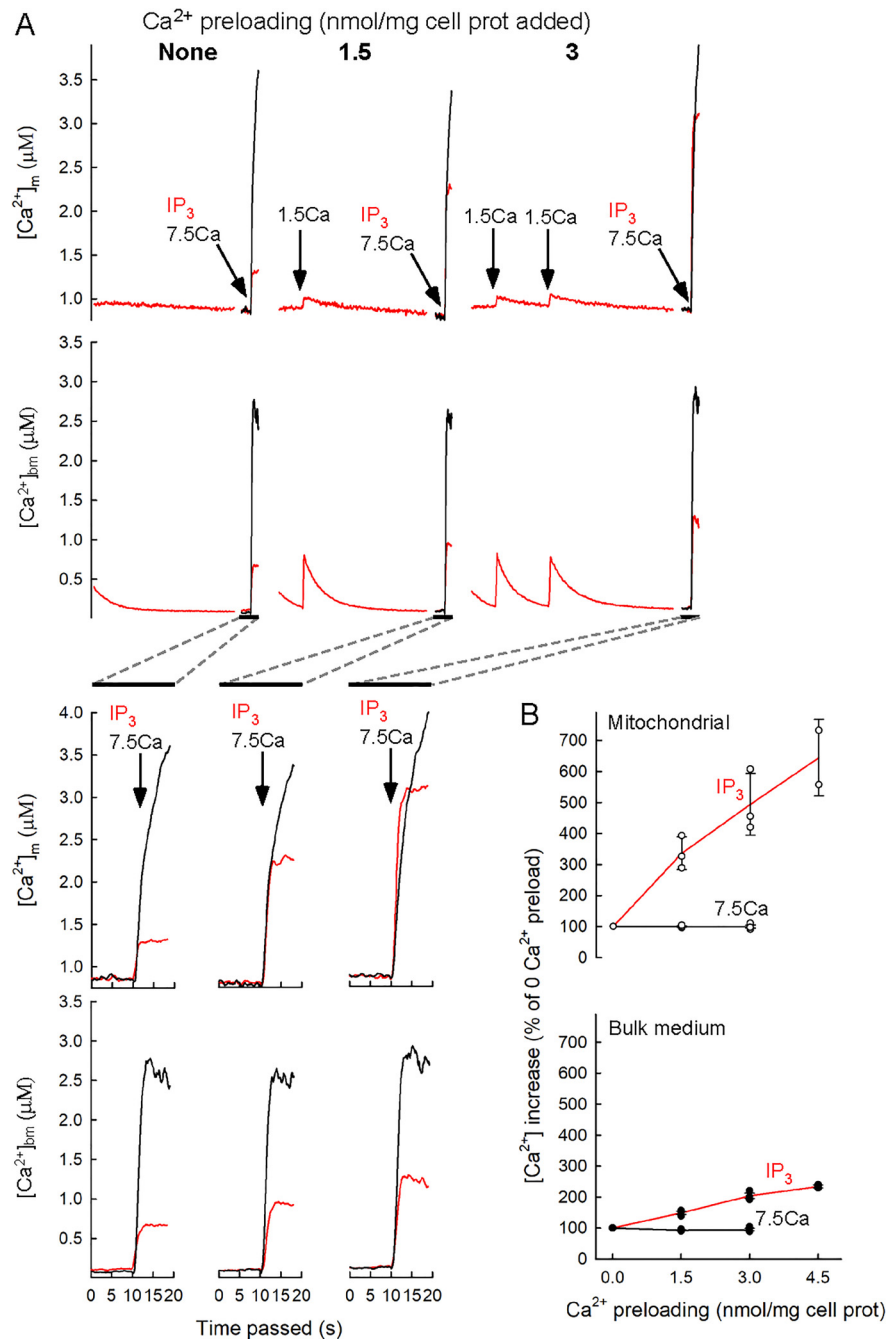 A
Ca2+ preloading (nmol/mg cell prot added)
None 1.5 3
[Ca2+]m (µM)
3.5
3.0
2.5
2.0
1.5
1.0
IP3
7.5Ca
1.5Ca
IP3
7.5Ca
1.5Ca 1.5Ca
IP3
7.5Ca
[Ca2+]bm (µM)
3.5
3.0
2.5
2.0
1.5
1.0
0.5
[Ca2+]m (µM)
4.0
3.5
3.0
2.5
2.0
1.5
1.0
IP3
7.5Ca
IP3
7.5Ca
IP3
7.5Ca
[Ca2+]bm (µM)
3.0
2.5
2.0
1.5
1.0
0.5
0 5 10 15 20 0 5 10 15 20 0 5 10 15 20
Time passed (s)
B
Mitochondrial
700
600
500
400
300
200
100
0
IP3
7.5Ca
[Ca2+] increase (% of 0 Ca2+ preload)
Bulk medium
700
600
500
400
300
200
100
0
IP3
7.5Ca
0.0 1.5 3.0 4.5
Ca2+ preloading (nmol/mg cell prot)